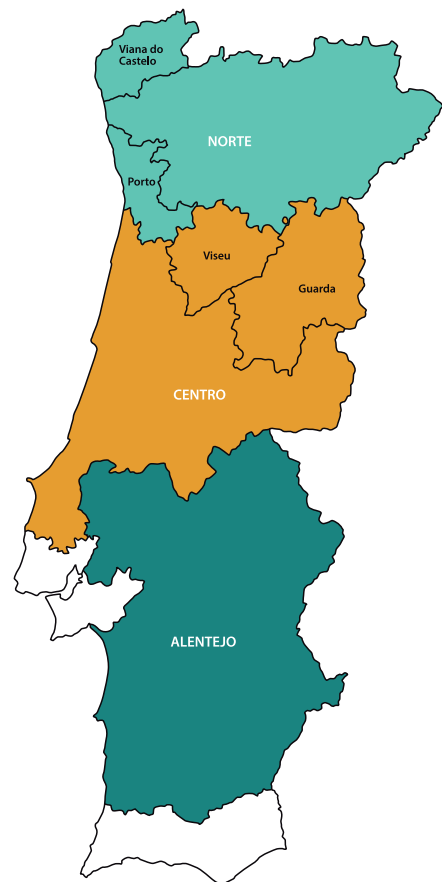 Viana do
Castelo
NORTE
Porto
Viseu
Guarda
CENTRO
ALENTEJO